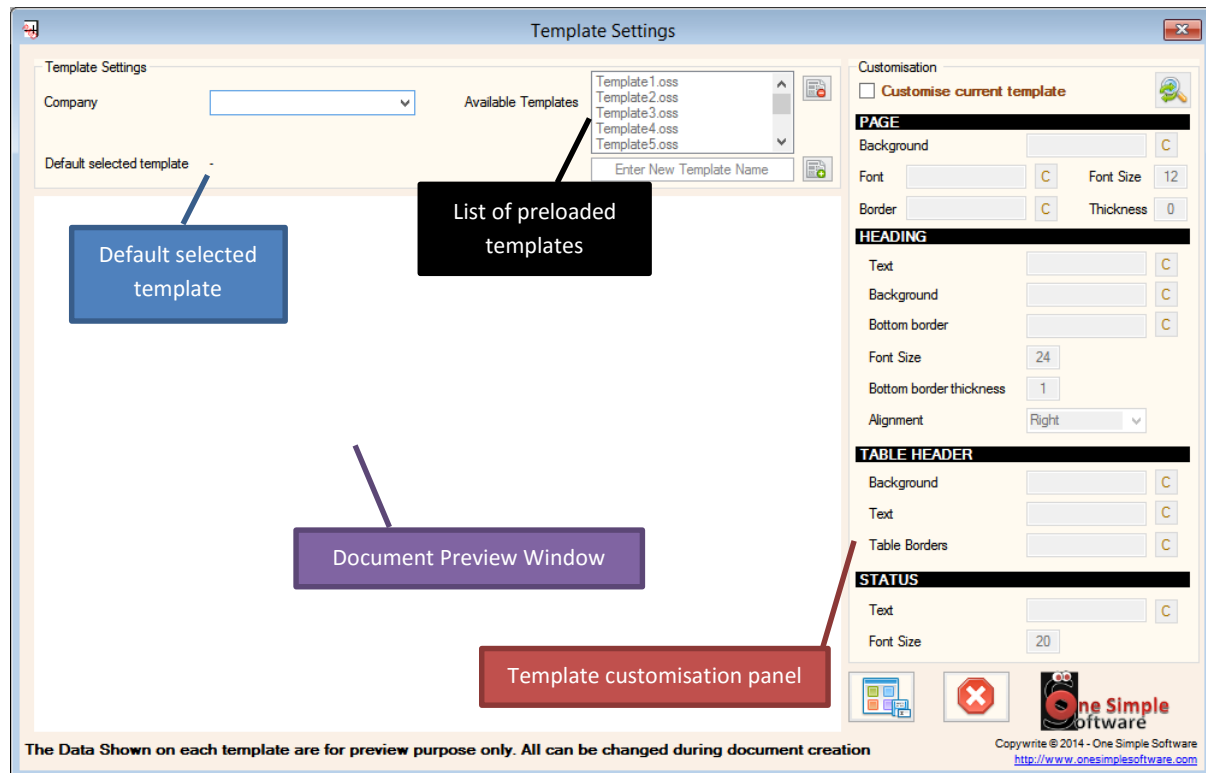 Template Settings
Template Settings
Company
Available Templates
Template1.oss
Template2.oss
Template3.oss
Template4.oss
Template5.oss
Default selected template -
Enter New Template Name
Default selected
template
List of preloaded
templates
Document Preview Window
Template customisation panel
Customisation
Customise current template
PAGE
Background C
Font C Font Size 12
Border C Thickness 0
HEADING
Text C
Background C
Bottom border C
Font Size 24
Bottom border thickness 1
Alignment Right
TABLE HEADER
Background C
Text C
Table Borders C
STATUS
Text C
Font Size 20
One Simple
Software
The Data Shown on each template are for preview purpose only. All can be changed during document creation
Copywrite © 2014 - One Simple Software
http://www.onesimplesoftware.com